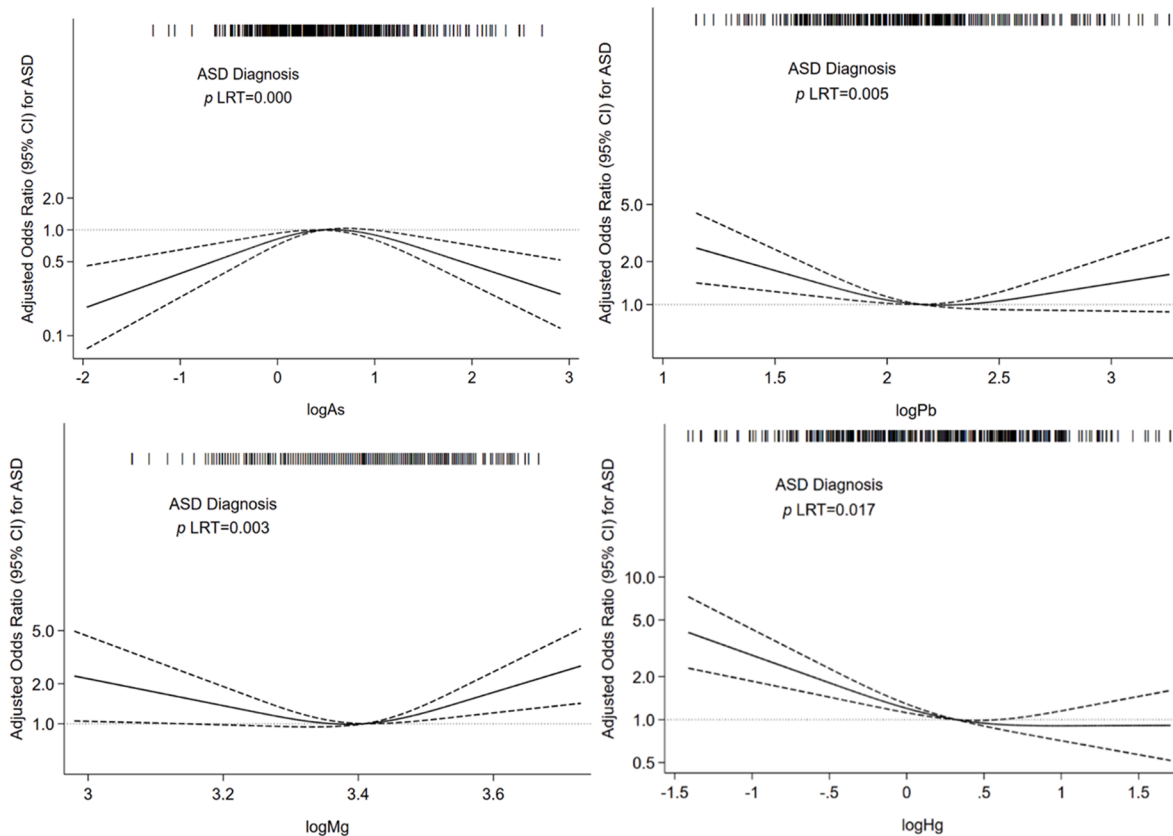 Adjusted Odds Ratio (95% CI) for ASD
ASD Diagnosis
p LRT=0.000
2.0
1.0
0.5
0.1
-2
-1
0
1
2
3
logAs
Adjusted Odds Ratio (95% CI) for ASD
ASD Diagnosis
p LRT=0.005
5.0
2.0
1.0
1
1.5
2
2.5
3
logPb
Adjusted Odds Ratio (95% CI) for ASD
ASD Diagnosis
p LRT=0.003
5.0
2.0
1.0
3
3.2
3.4
3.6
logMg
Adjusted Odds Ratio (95% CI) for ASD
ASD Diagnosis
p LRT=0.017
10.0
5.0
2.0
1.0
0.5
-1.5
-1
-.5
0
.5
1
1.5
logHg